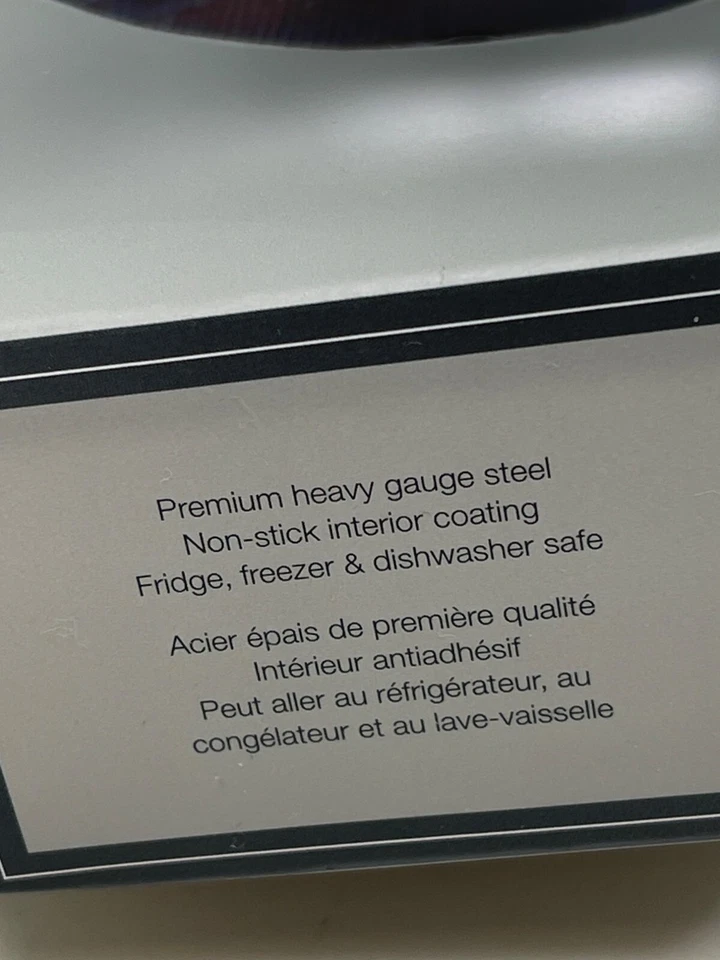 Premium heavy gauge steel
Non-stick interior coating
Fridge, freezer & dishwasher safe
Acier épais de première qualité
Intérieur antiadhésif
Peut aller au réfrigérateur, au
congélateur et au lave-vaisselle